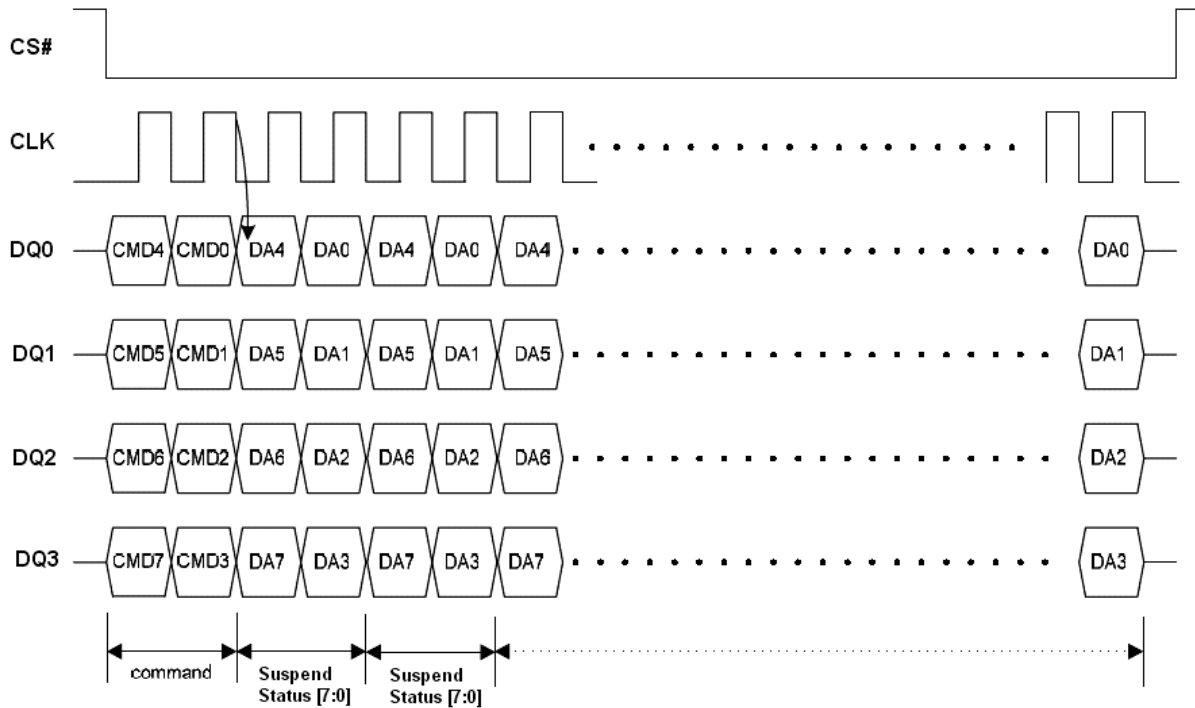 CS#
CLK
DQ0 CMD4 CMD0 DA4 DA0 DA4 DA0 DA4 DA0
DQ1 CMD5 CMD1 DA5 DA1 DA5 DA1 DA5 DA1
DQ2 CMD6 CMD2 DA6 DA2 DA6 DA2 DA6 DA2
DQ3 CMD7 CMD3 DA7 DA3 DA7 DA3 DA7 DA3
command
Suspend
Status [7:0]
Suspend
Status [7:0]